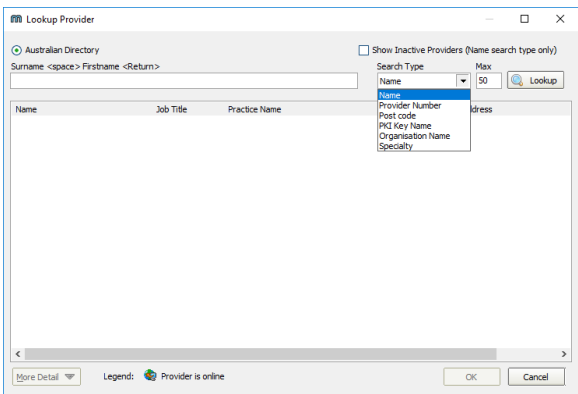 Lookup Provider
Australian Directory
Show Inactive Providers (Name search type only)
Surname <space> Firstname <Return>
Search Type
Max
Name
50
Lookup
Name
Provider Number
Post code
PKI Key Name
Organisation Name
Specialty
Name
Job Title
Practice Name
ddress
More Detail
Legend:
Provider is online
OK
Cancel